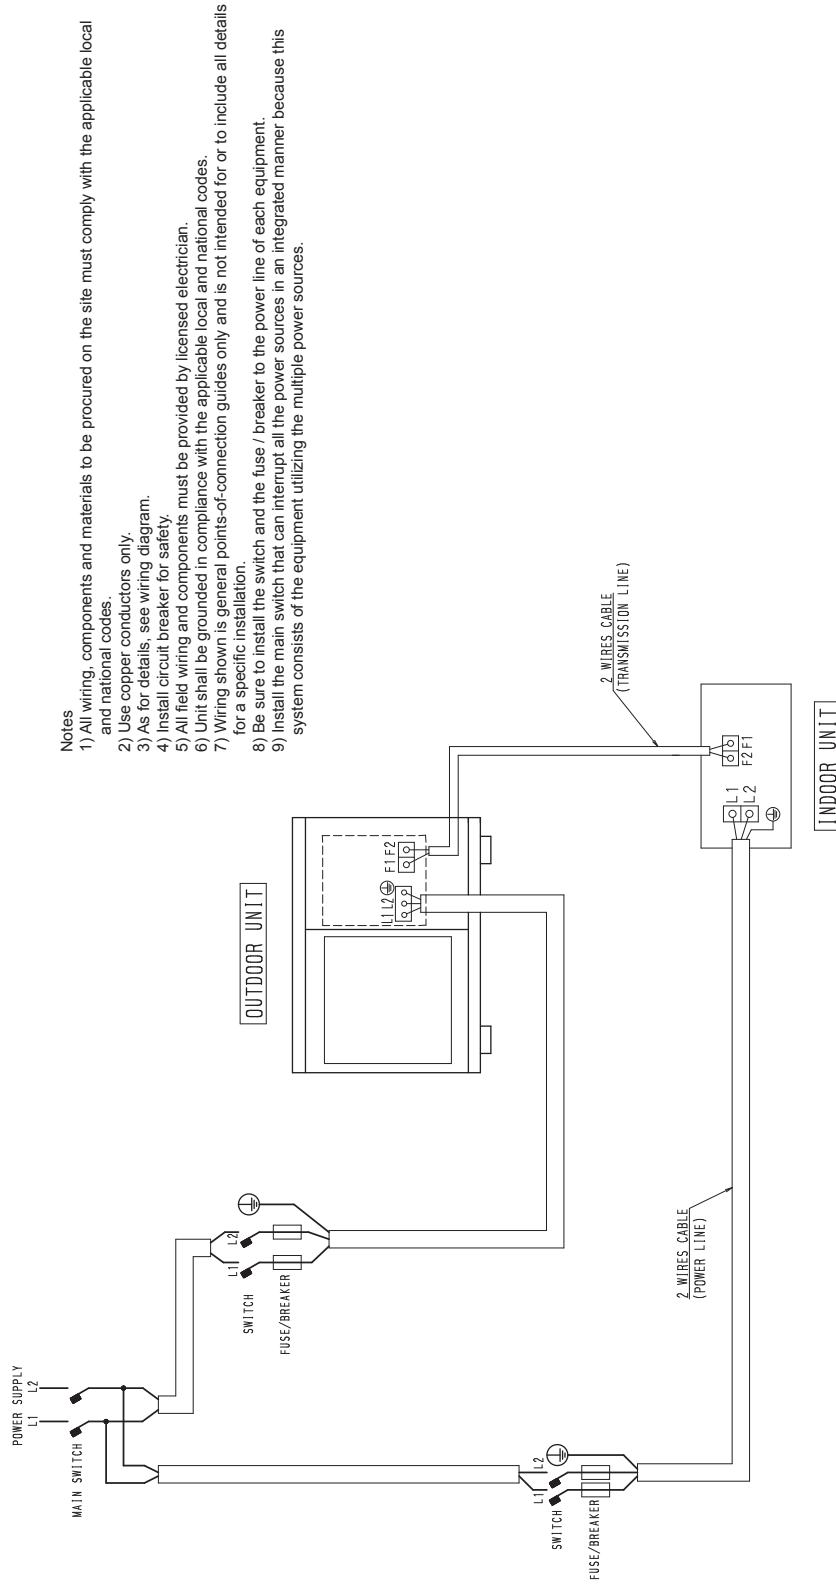 Notes
1) All wiring, components and materials to be procured on the site must comply with the applicable local
and national codes.
2) Use copper conductors only.
3) As for details, see wiring diagram.
4) Install circuit breaker for safety.
5) All field wiring and components must be provided by licensed electrician.
6) Unit shall be grounded in compliance with the applicable local and national codes.
7) Wiring shown is general points-of-connection guides only and is not intended for or to include all details
for a specific installation.
8) Be sure to install the switch and the fuse / breaker to the power line of each equipment.
9) Install the main switch that can interrupt all the power sources in an integrated manner because this
system consists of the equipment utilizing the multiple power sources.
POWER SUPPLY
L1 L2
MAIN SWITCH
L1 L2
SWITCH
FUSE/BREAKER
OUTDOOR UNIT
L1 L2
F1 F2
L1 L2
SWITCH
FUSE/BREAKER
2 WIRES CABLE
(POWER LINE)
2 WIRES CABLE
(TRANSMISSION LINE)
L1
L2
F2 F1
INDOOR UNIT